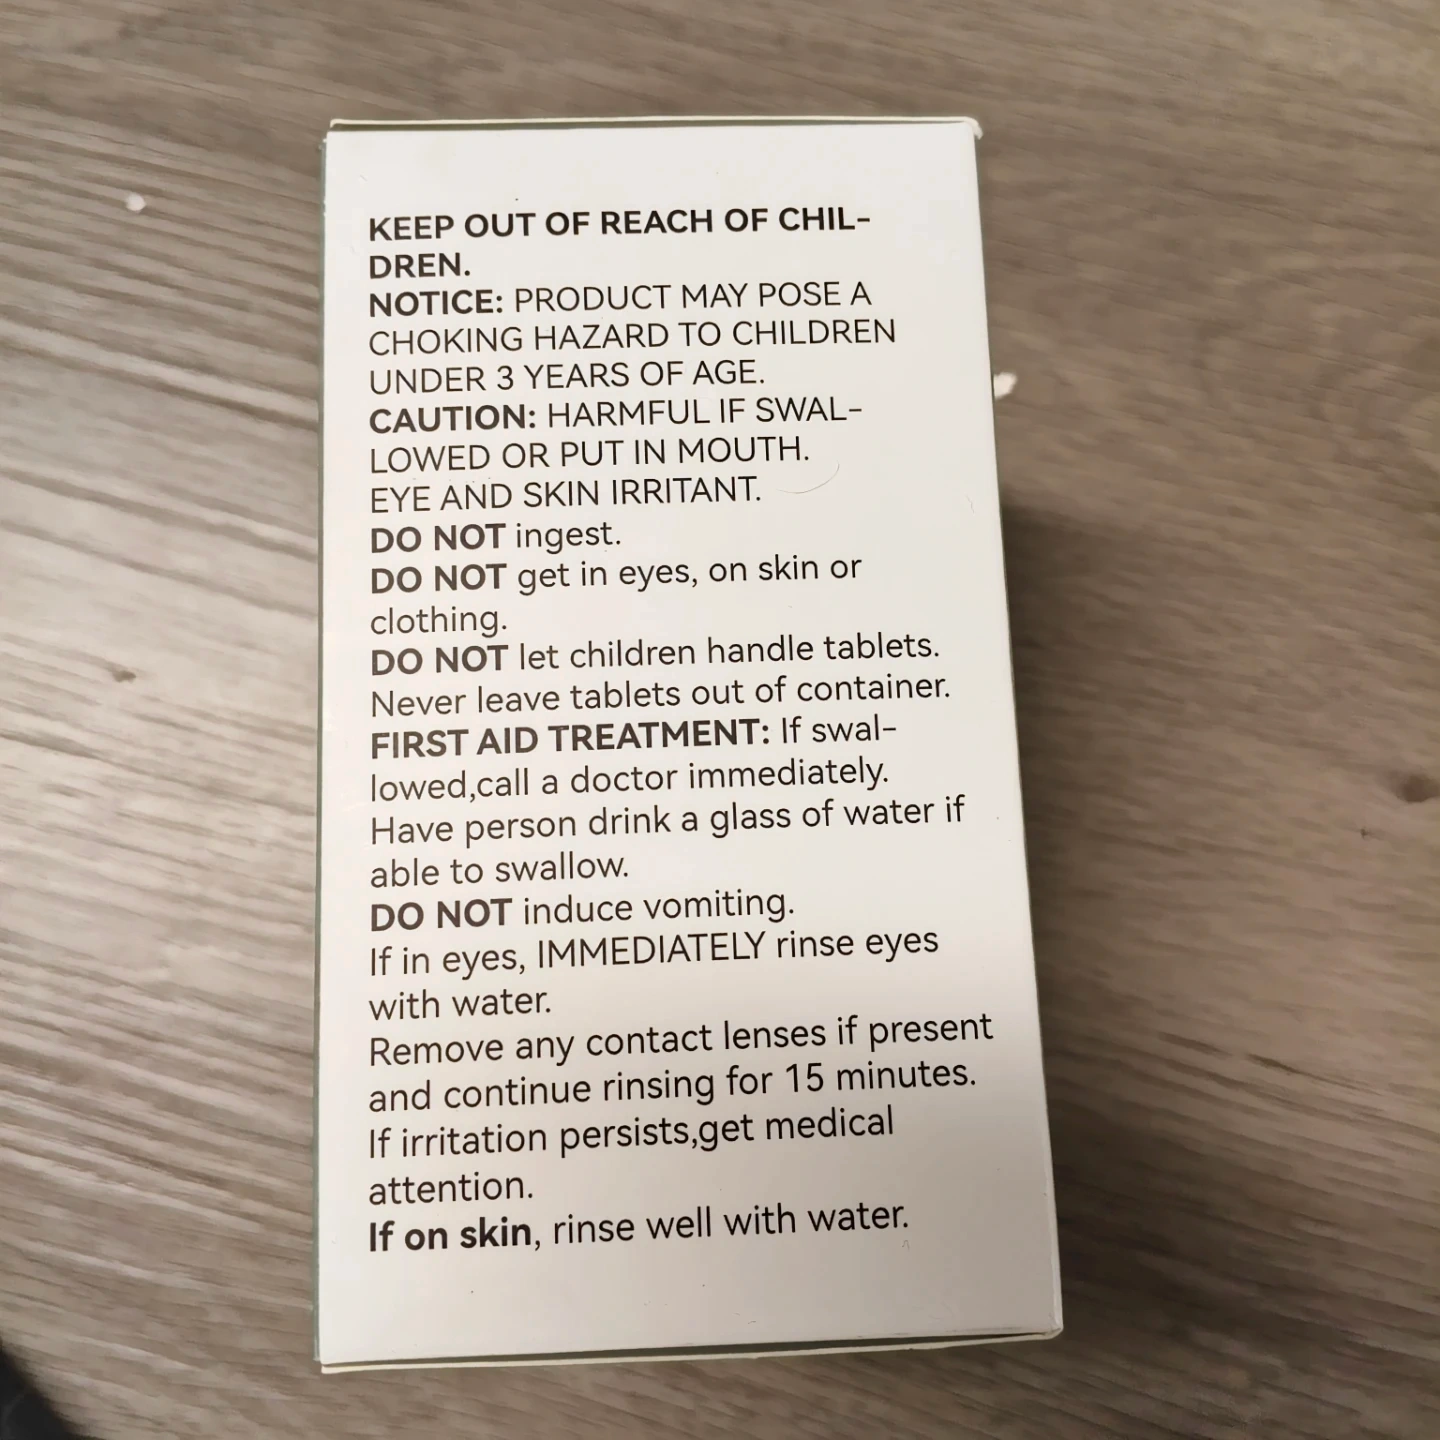 KEEP OUT OF REACH OF CHIL-
DREN.
NOTICE: PRODUCT MAY POSE A
CHOKING HAZARD TO CHILDREN
UNDER 3 YEARS OF AGE.
CAUTION: HARMFUL IF SWAL-
LOWED OR PUT IN MOUTH.
EYE AND SKIN IRRITANT.
DO NOT ingest.
DO NOT get in eyes, on skin or
clothing.
DO NOT let children handle tablets.
Never leave tablets out of container.
FIRST AID TREATMENT: If swal-
lowed,call a doctor immediately.
Have person drink a glass of water if
able to swallow.
DO NOT induce vomiting.
If in eyes, IMMEDIATELY rinse eyes
with water.
Remove any contact lenses if present
and continue rinsing for 15 minutes.
If irritation persists,get medical
attention.
If on skin, rinse well with water.